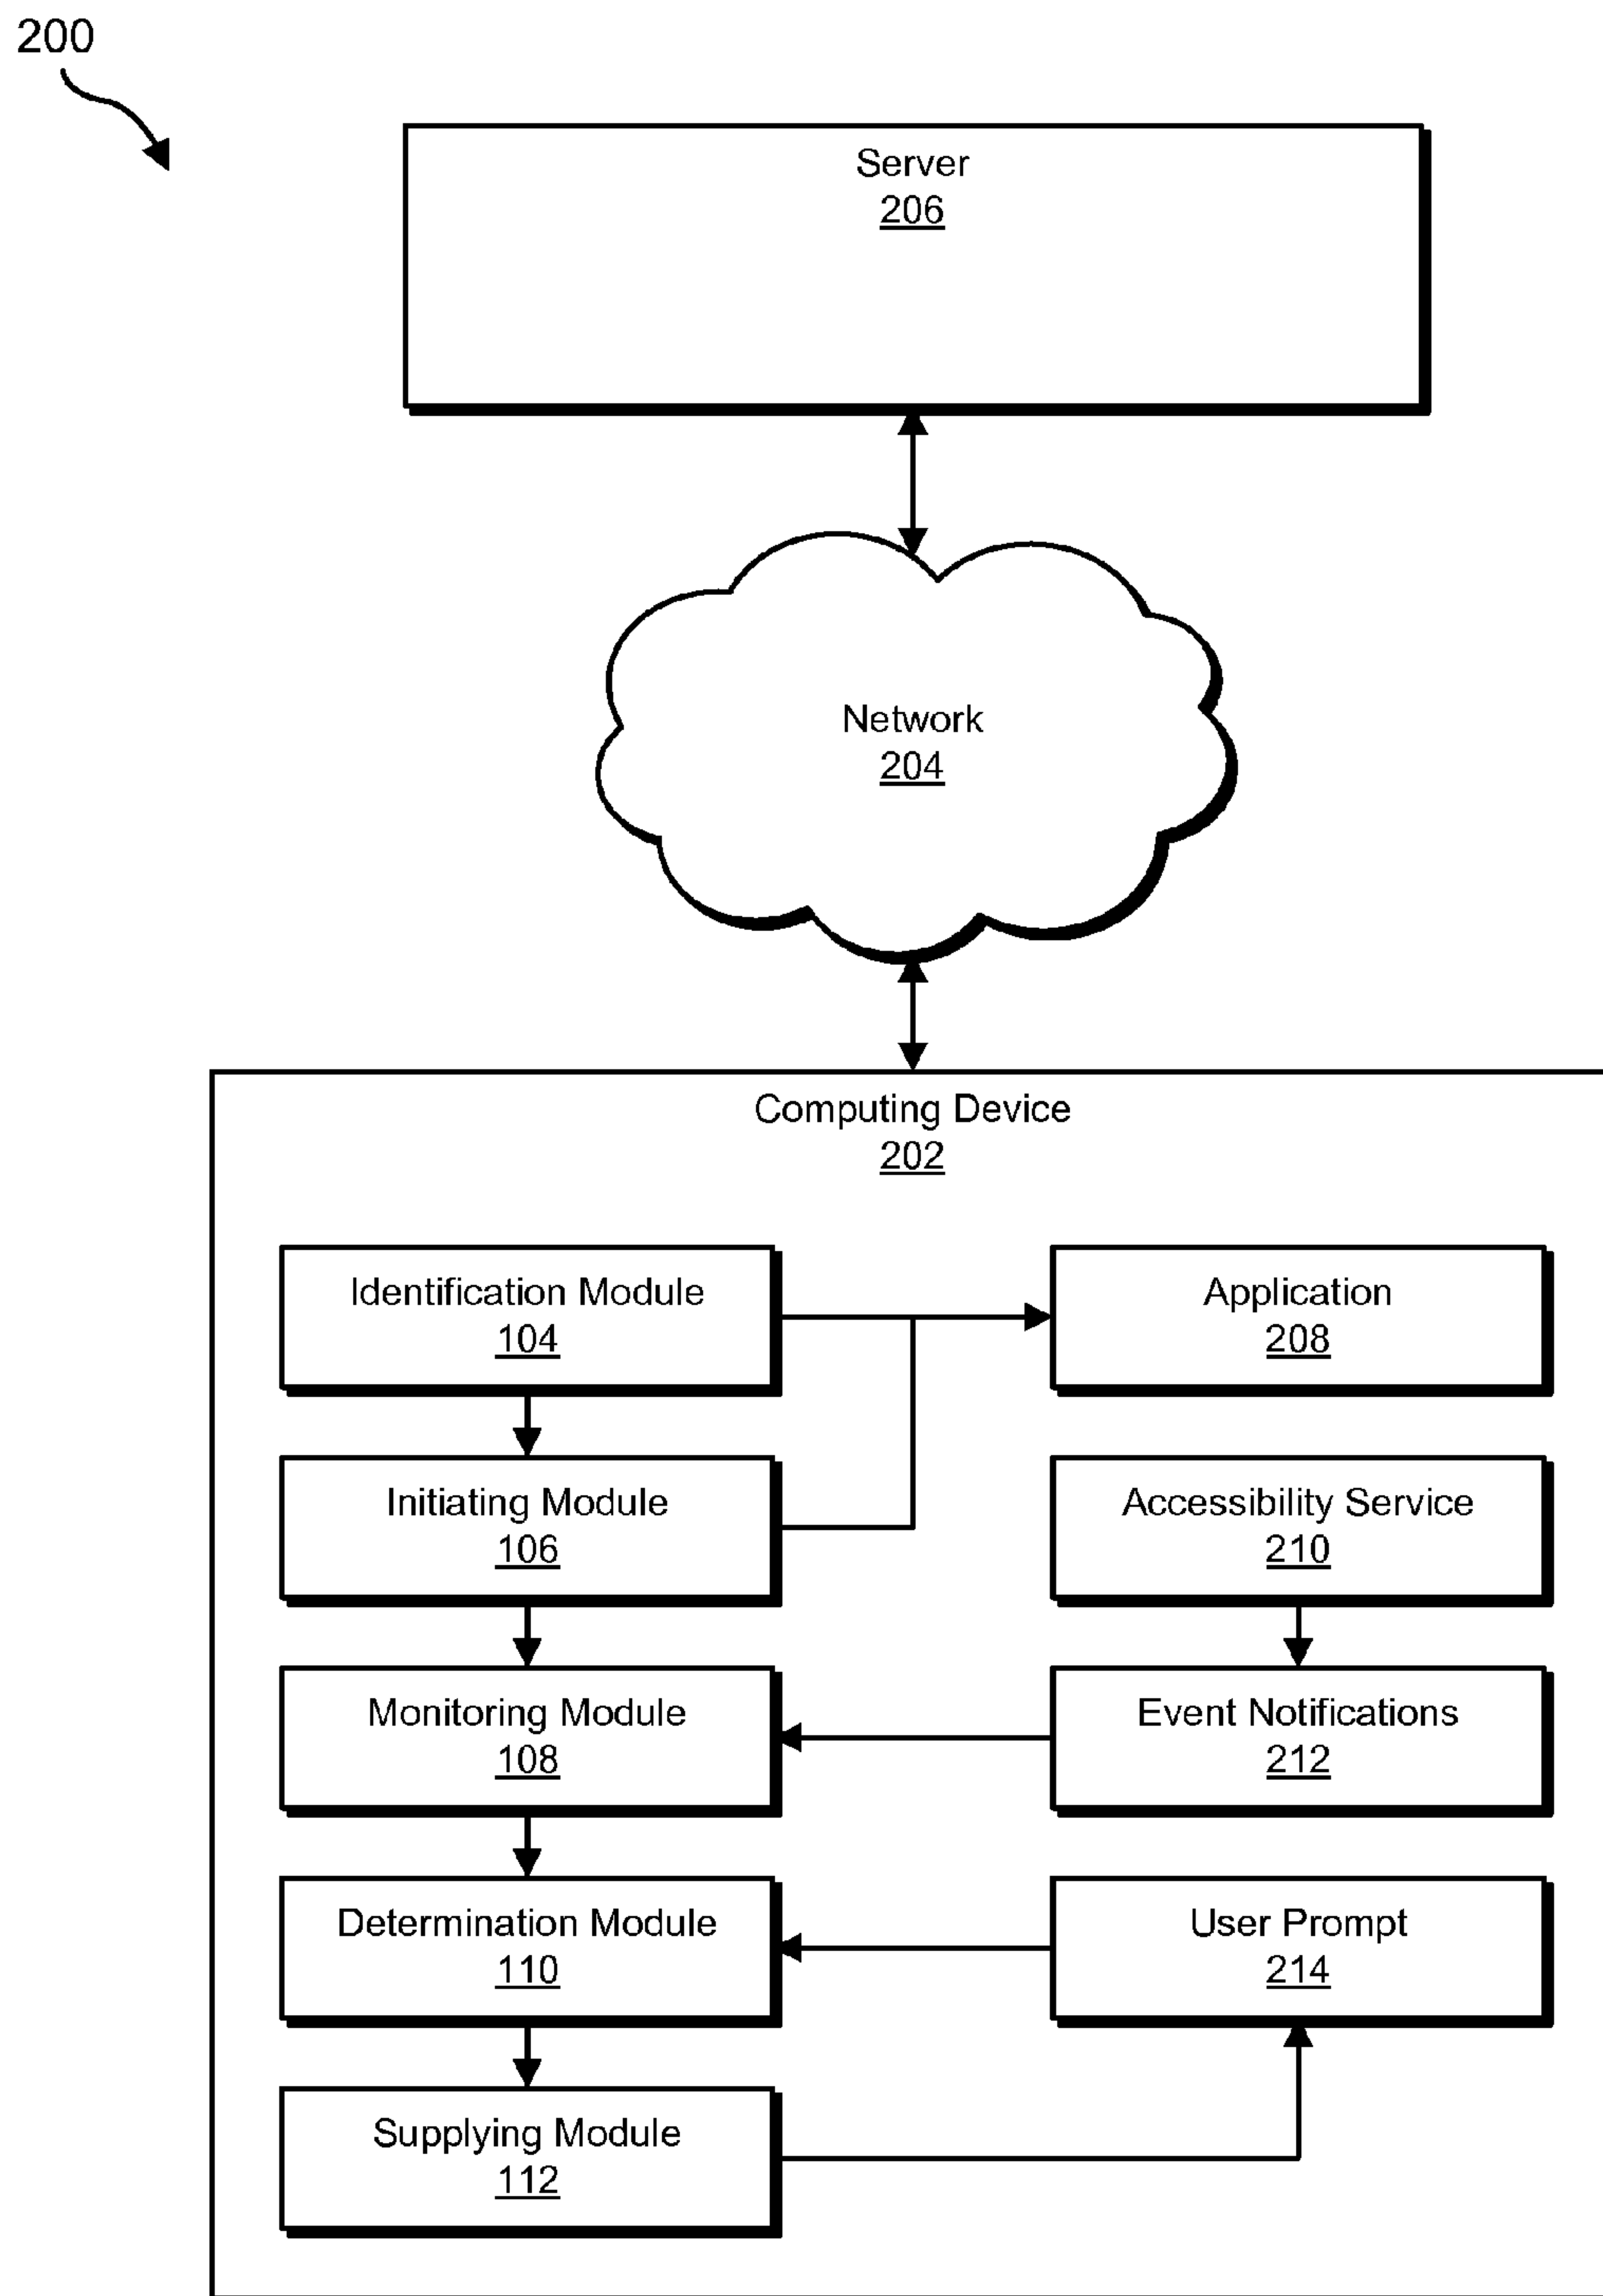 200
Server
206
Network
204
Computing Device
202
Identification Module
104
Application
208
Initiating Module
106
Accessibility Service
210
Monitoring Module
108
Event Notifications
212
Determination Module
110
User Prompt
214
Supplying Module
112